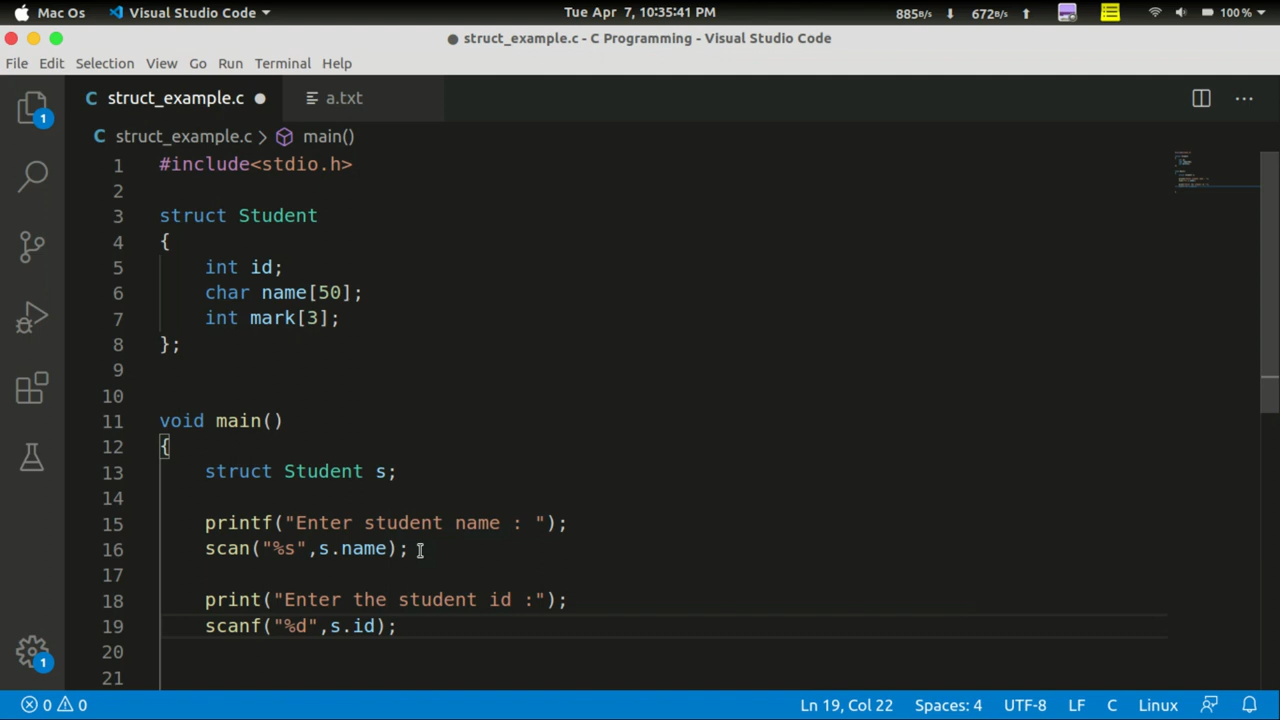 Mac Os Visual Studio Code Tue Apr 7, 10:35:41 PM 885B/s 672B/s 100 %
struct_example.c - C Programming - Visual Studio Code
File Edit Selection View Go Run Terminal Help
1 C struct_example.c a.txt
C struct_example.c > main()
1 #include<stdio.h>
2
3 struct Student
4 {
5 int id;
6 char name[50];
7 int mark[3];
8 };
9
10
11 void main()
12 {
13 struct Student s;
14
15 printf("Enter student name : ");
16 scan("%s",s.name);
17
18 print("Enter the student id :");
19 scanf("%d",s.id);
20
21
1
0 0 Ln 19, Col 22 Spaces: 4 UTF-8 LF C Linux